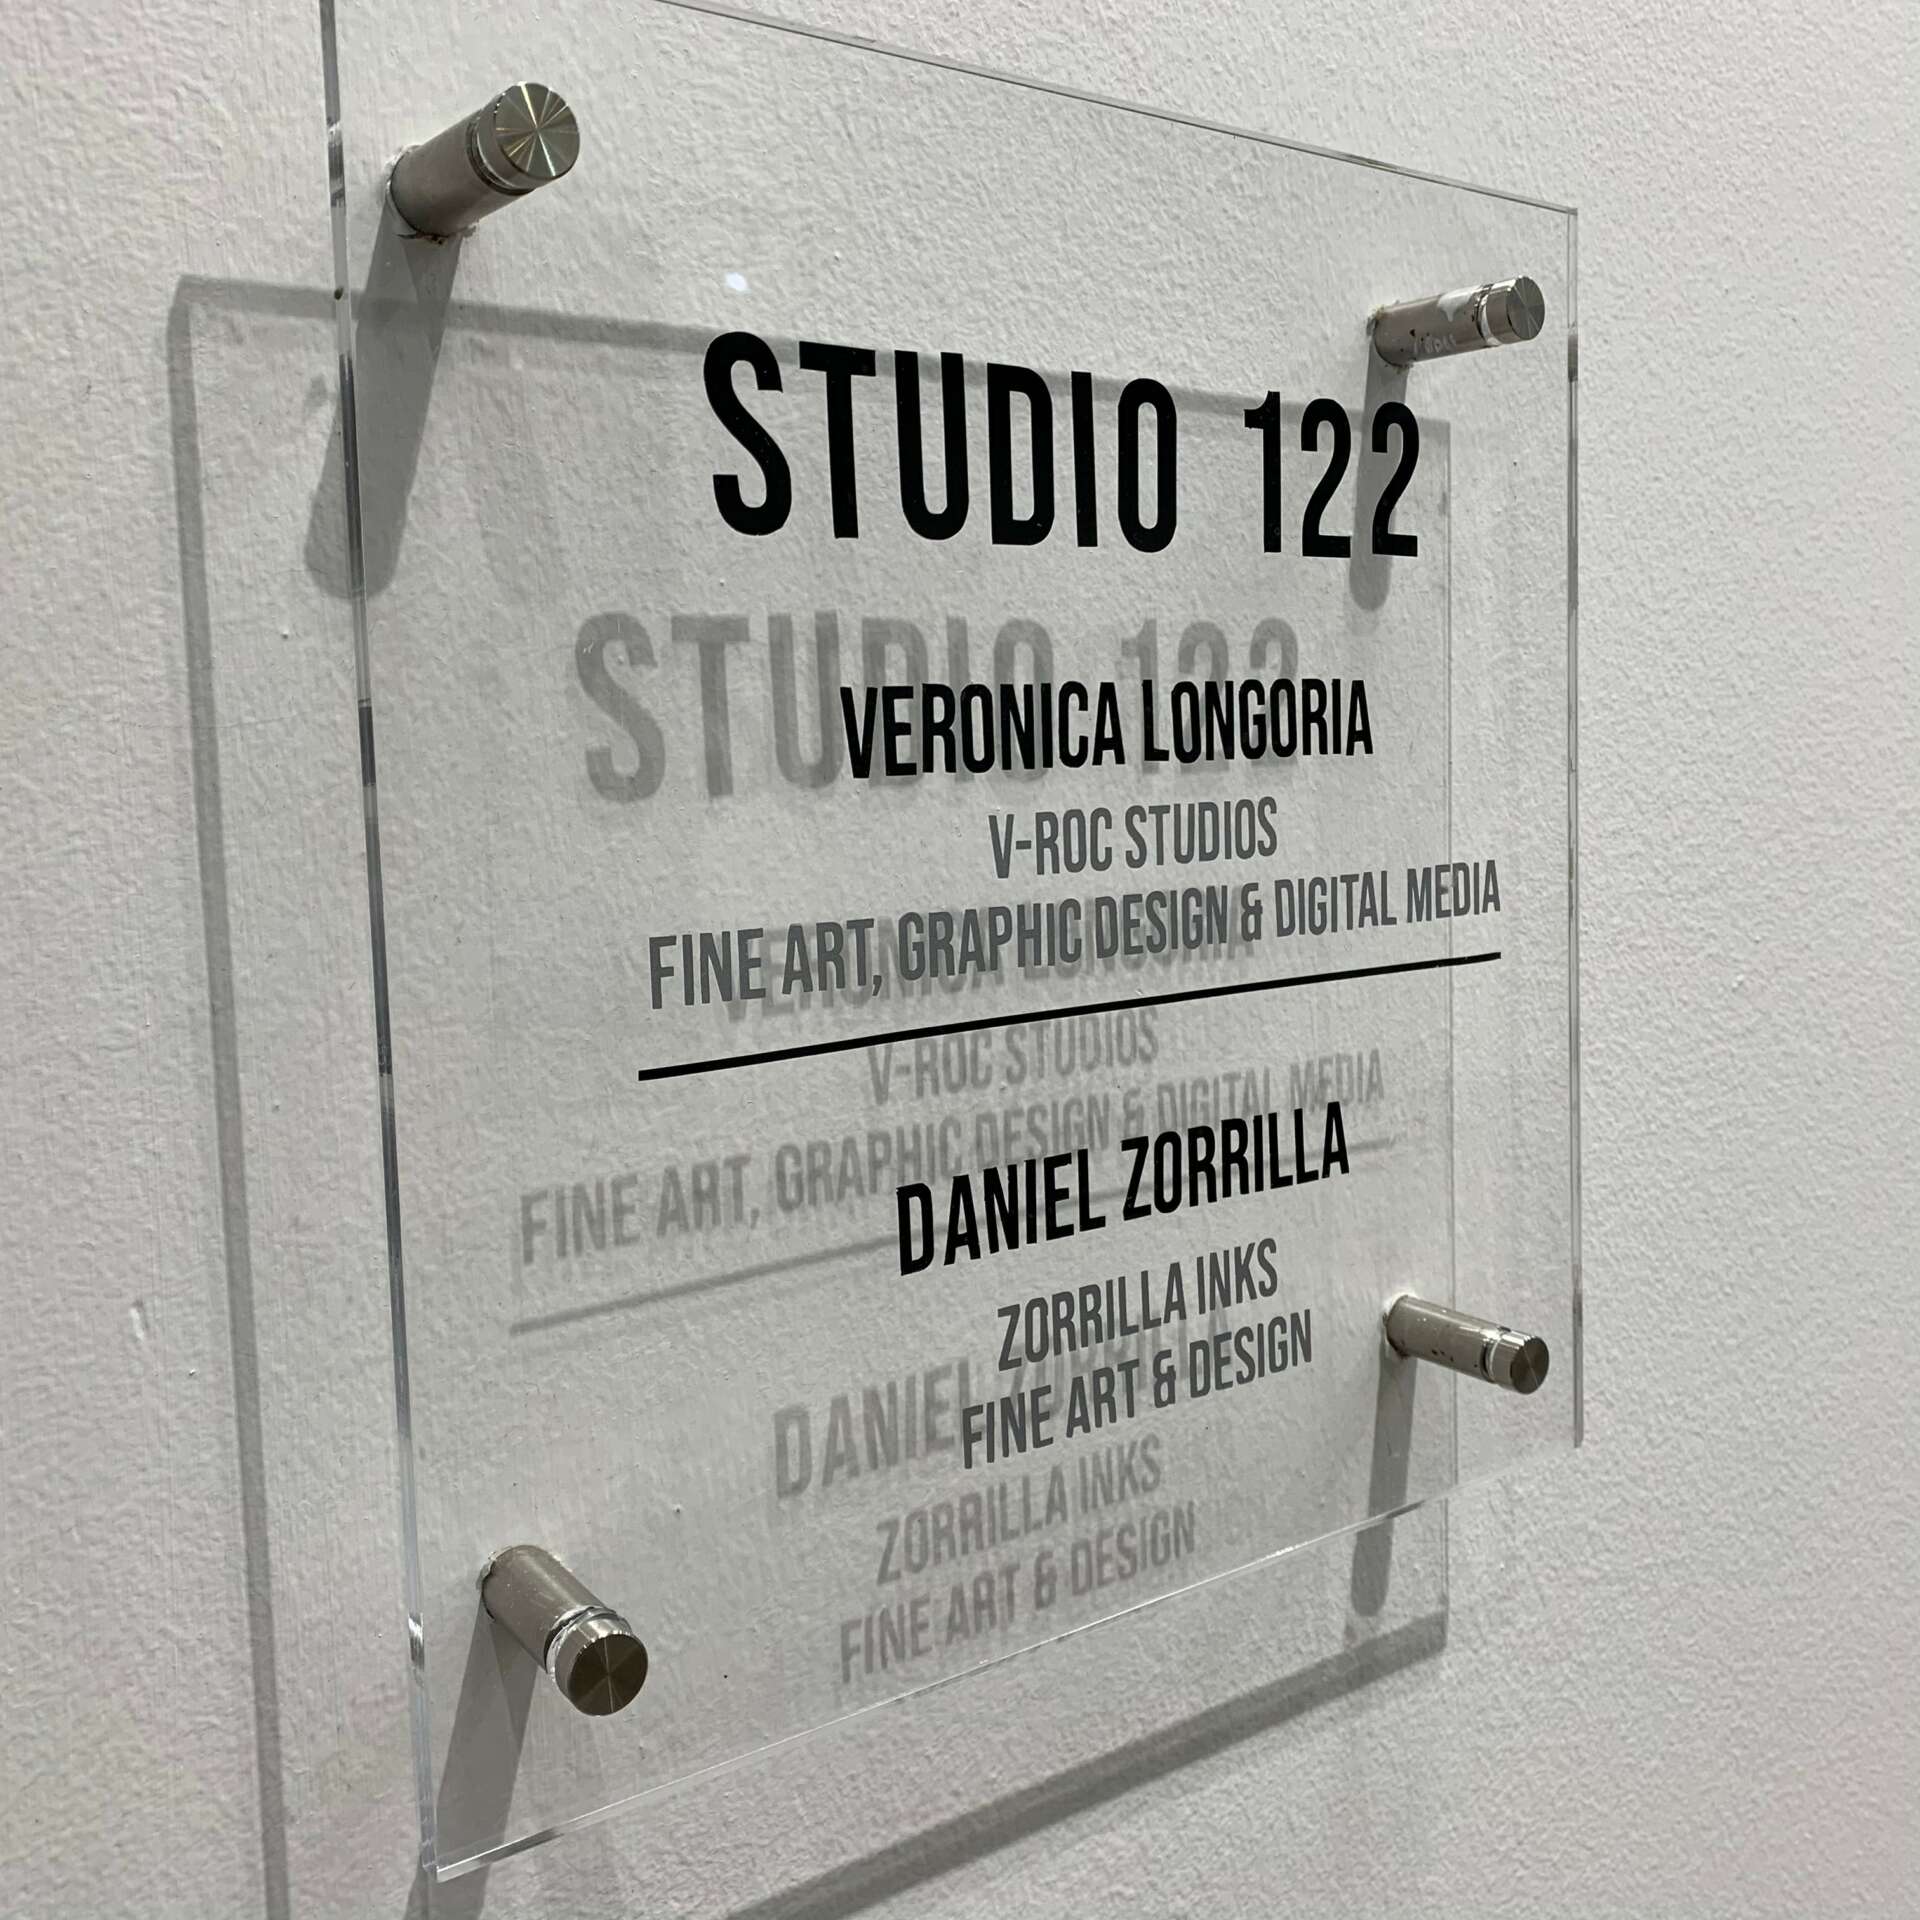 STUDIO 122
VERONICA LONGORIA
V-ROC STUDIOS
FINE ART, GRAPHIC DESIGN & DIGITAL MEDIA
DANIEL ZORRILLA
ZORRILLA INKS
FINE ART & DESIGN